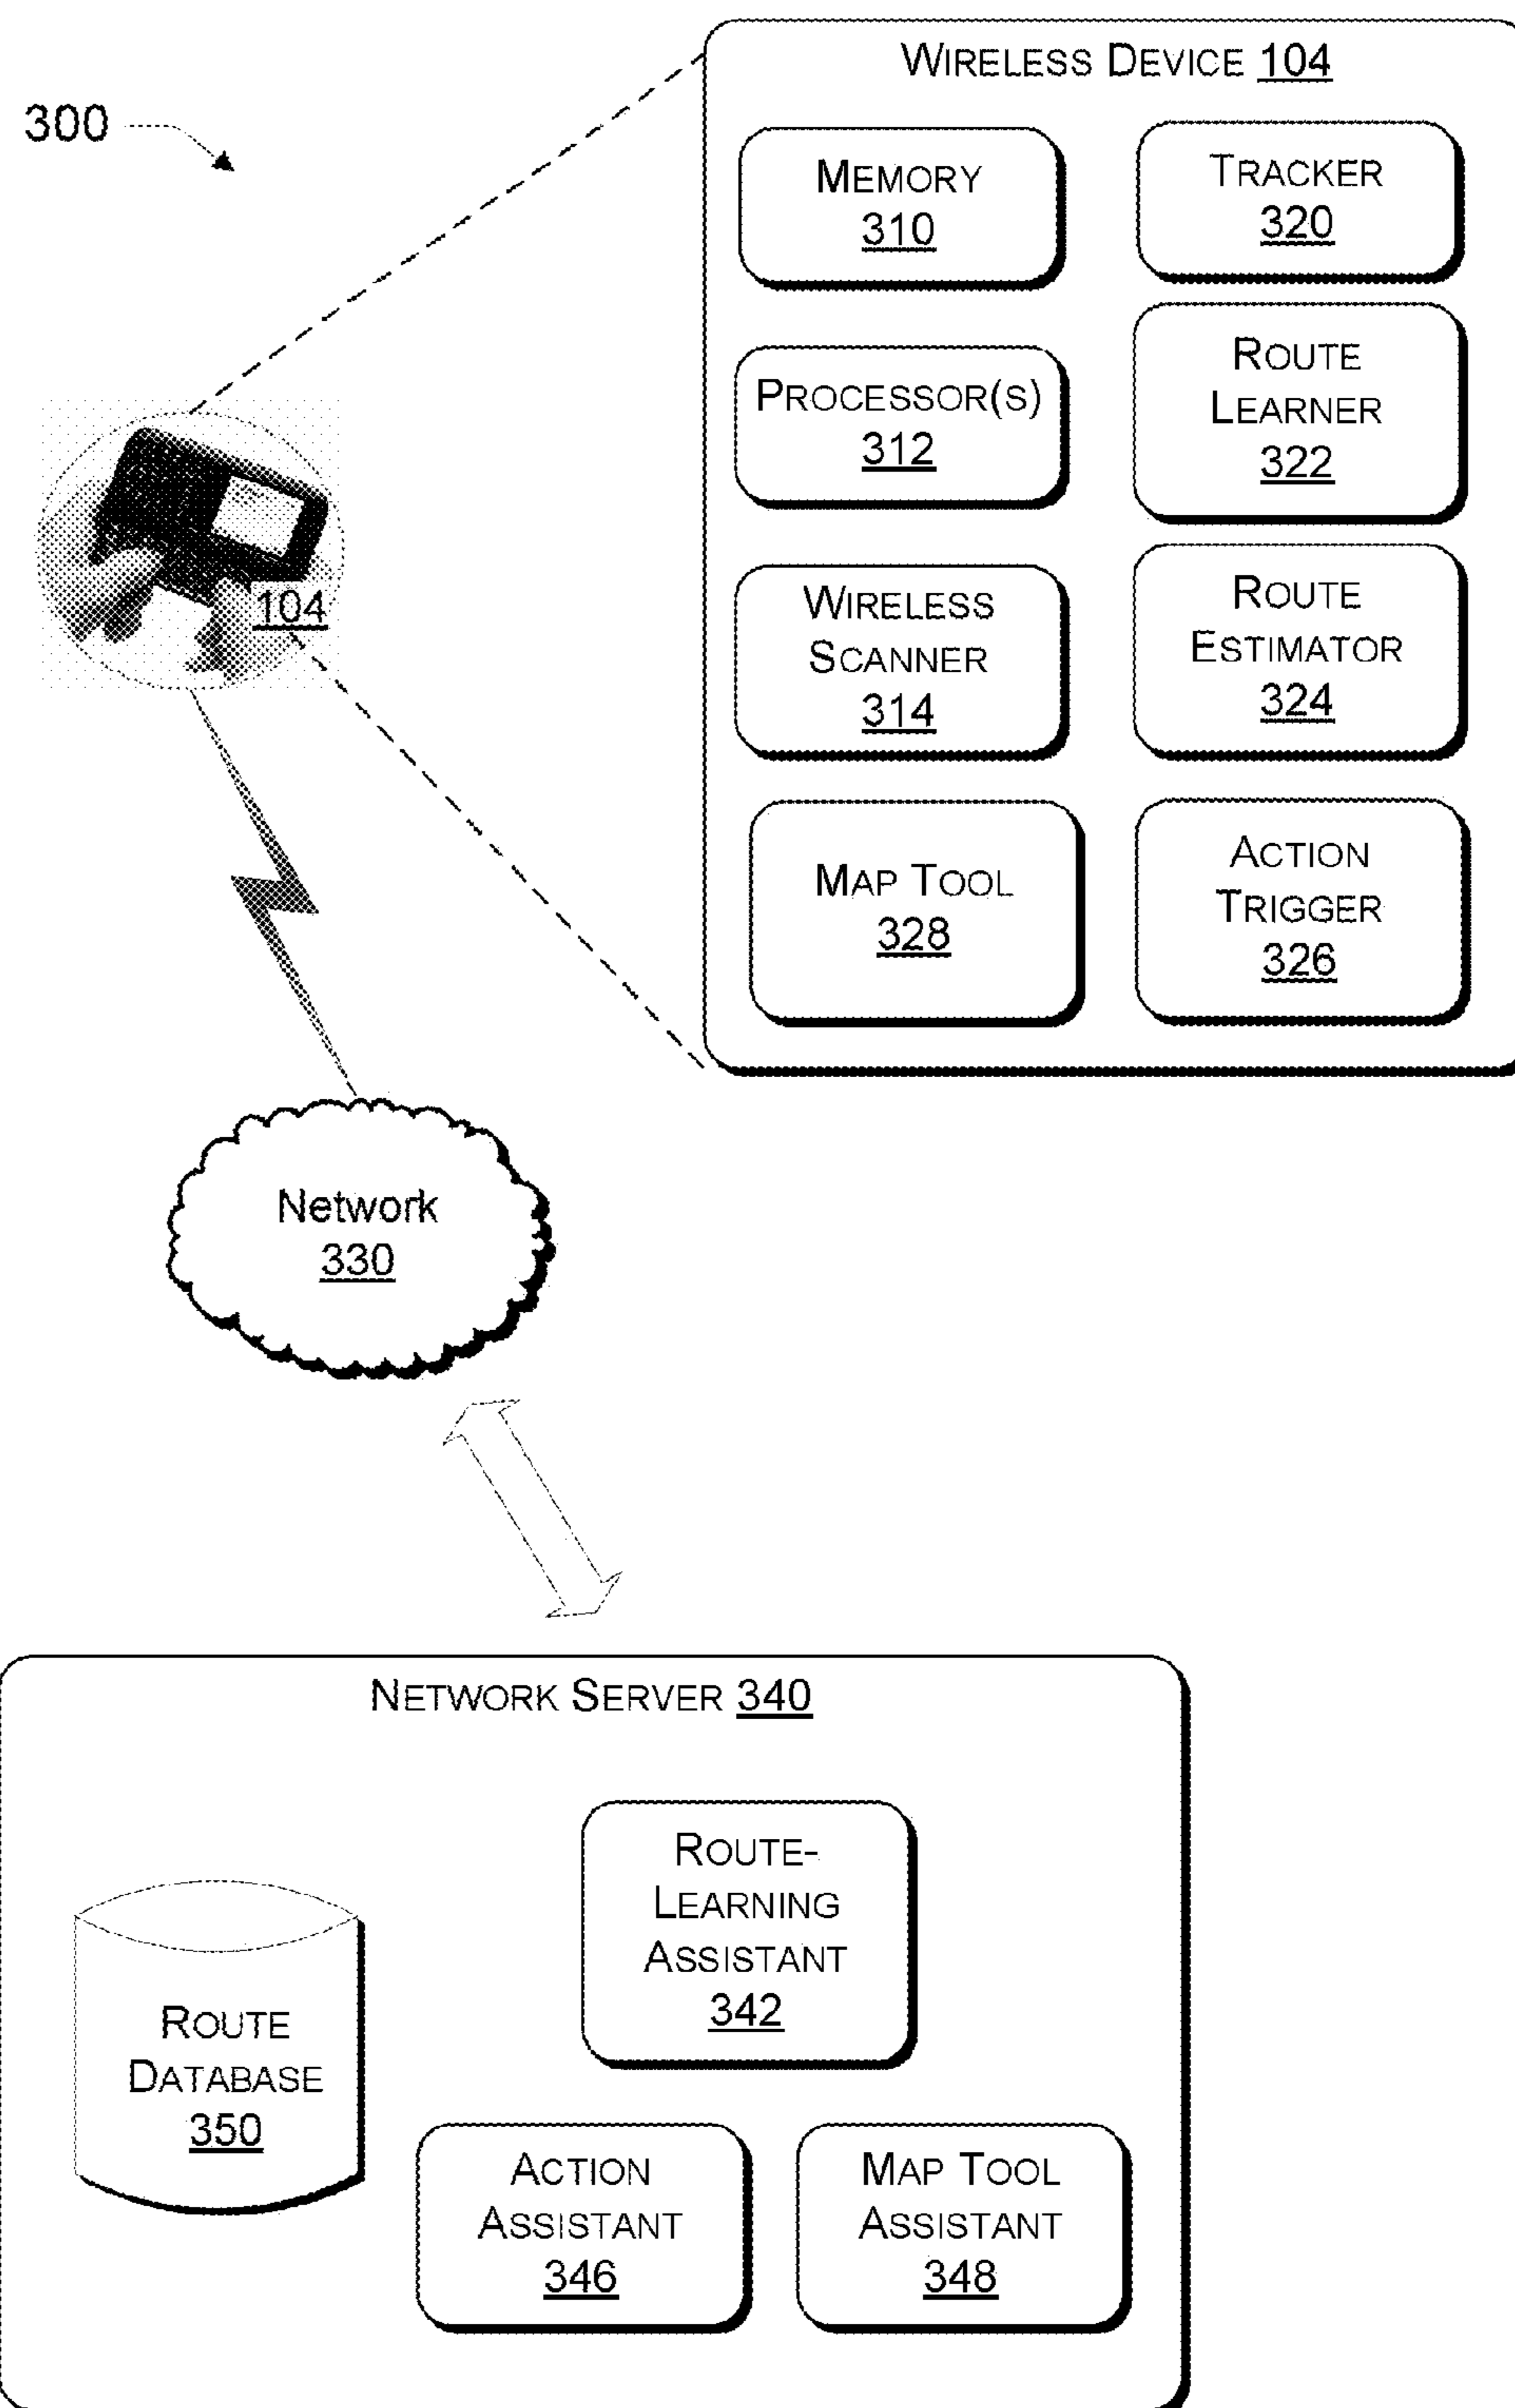 300
WIRELESS DEVICE 104
MEMORY
310
TRACKER
320
PROCESSOR(S)
312
ROUTE
LEARNER
322
WIRELESS
SCANNER
314
ROUTE
ESTIMATOR
324
MAP TOOL
328
ACTION
TRIGGER
326
104
Network
330
NETWORK SERVER 340
ROUTE-
LEARNING
ASSISTANT
342
ROUTE
DATABASE
350
ACTION
ASSISTANT
346
MAP TOOL
ASSISTANT
348